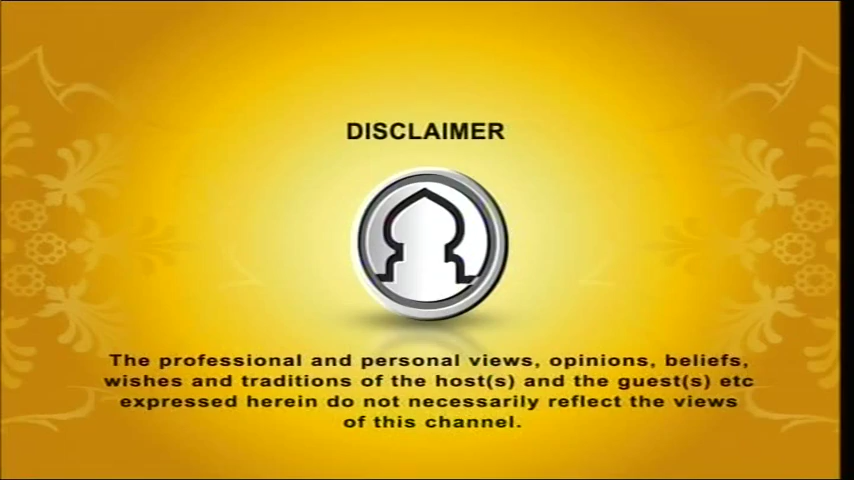 DISCLAIMER
The professional and personal views, opinions, beliefs,
wishes and traditions of the host(s) and the guest(s) etc
expressed herein do not necessarily reflect the views
of this channel.